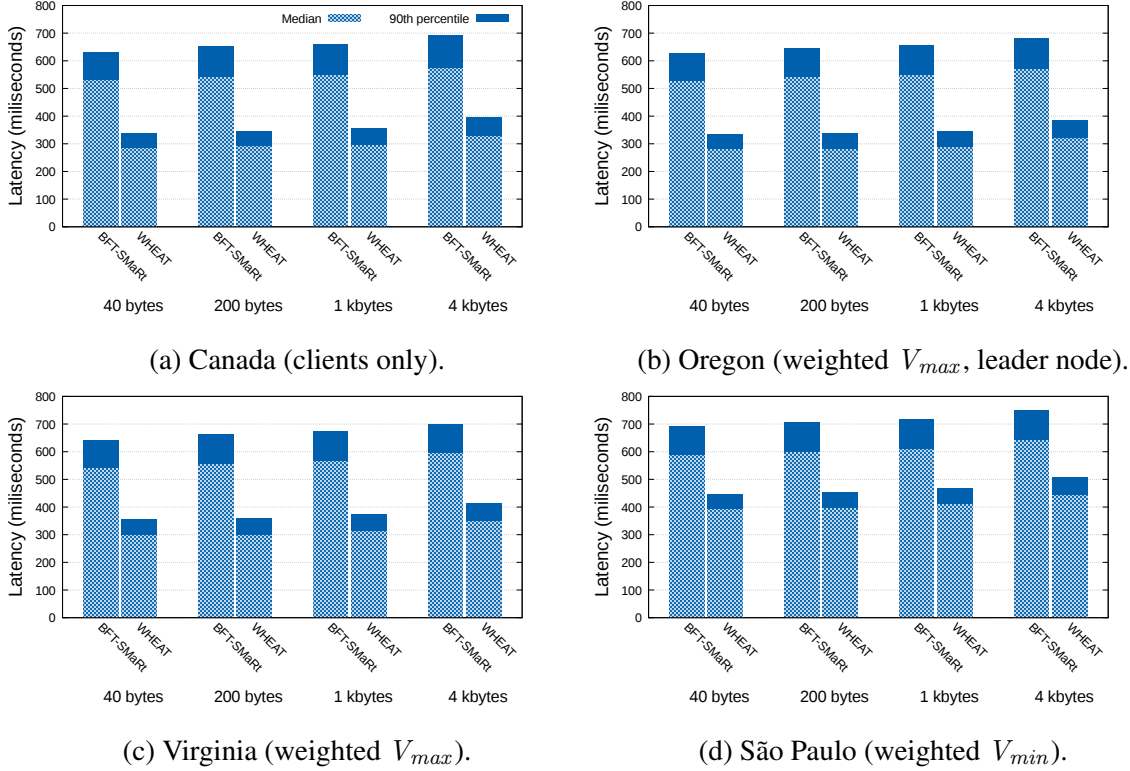 Median 90th percentile
Latency (miliseconds)
800
700
600
500
400
300
200
100
0
BFT-SMaRt WHEAT BFT-SMaRt WHEAT BFT-SMaRt WHEAT BFT-SMaRt WHEAT
40 bytes 200 bytes 1 kbytes 4 kbytes
(a) Canada (clients only).
Latency (miliseconds)
800
700
600
500
400
300
200
100
0
BFT-SMaRt WHEAT BFT-SMaRt WHEAT BFT-SMaRt WHEAT BFT-SMaRt WHEAT
40 bytes 200 bytes 1 kbytes 4 kbytes
(b) Oregon (weighted Vmax, leader node).
Latency (miliseconds)
800
700
600
500
400
300
200
100
0
BFT-SMaRt WHEAT BFT-SMaRt WHEAT BFT-SMaRt WHEAT BFT-SMaRt WHEAT
40 bytes 200 bytes 1 kbytes 4 kbytes
(c) Virginia (weighted Vmax).
Latency (miliseconds)
800
700
600
500
400
300
200
100
0
BFT-SMaRt WHEAT BFT-SMaRt WHEAT BFT-SMaRt WHEAT BFT-SMaRt WHEAT
40 bytes 200 bytes 1 kbytes 4 kbytes
(d) São Paulo (weighted Vmin).